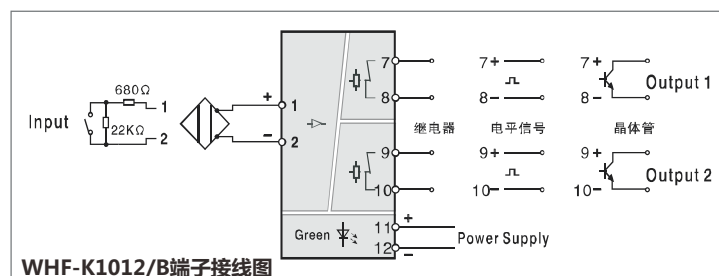 680Ω
1
Input
22KΩ
2
+
1
−
2
7
8
9
10
Green
11
+
12
−
Power Supply
继电器
7+
8−
电平信号
9+
10−
7+
8−
Output 1
晶体管
9+
10−
Output 2
WHF-K1012/B端子接线图